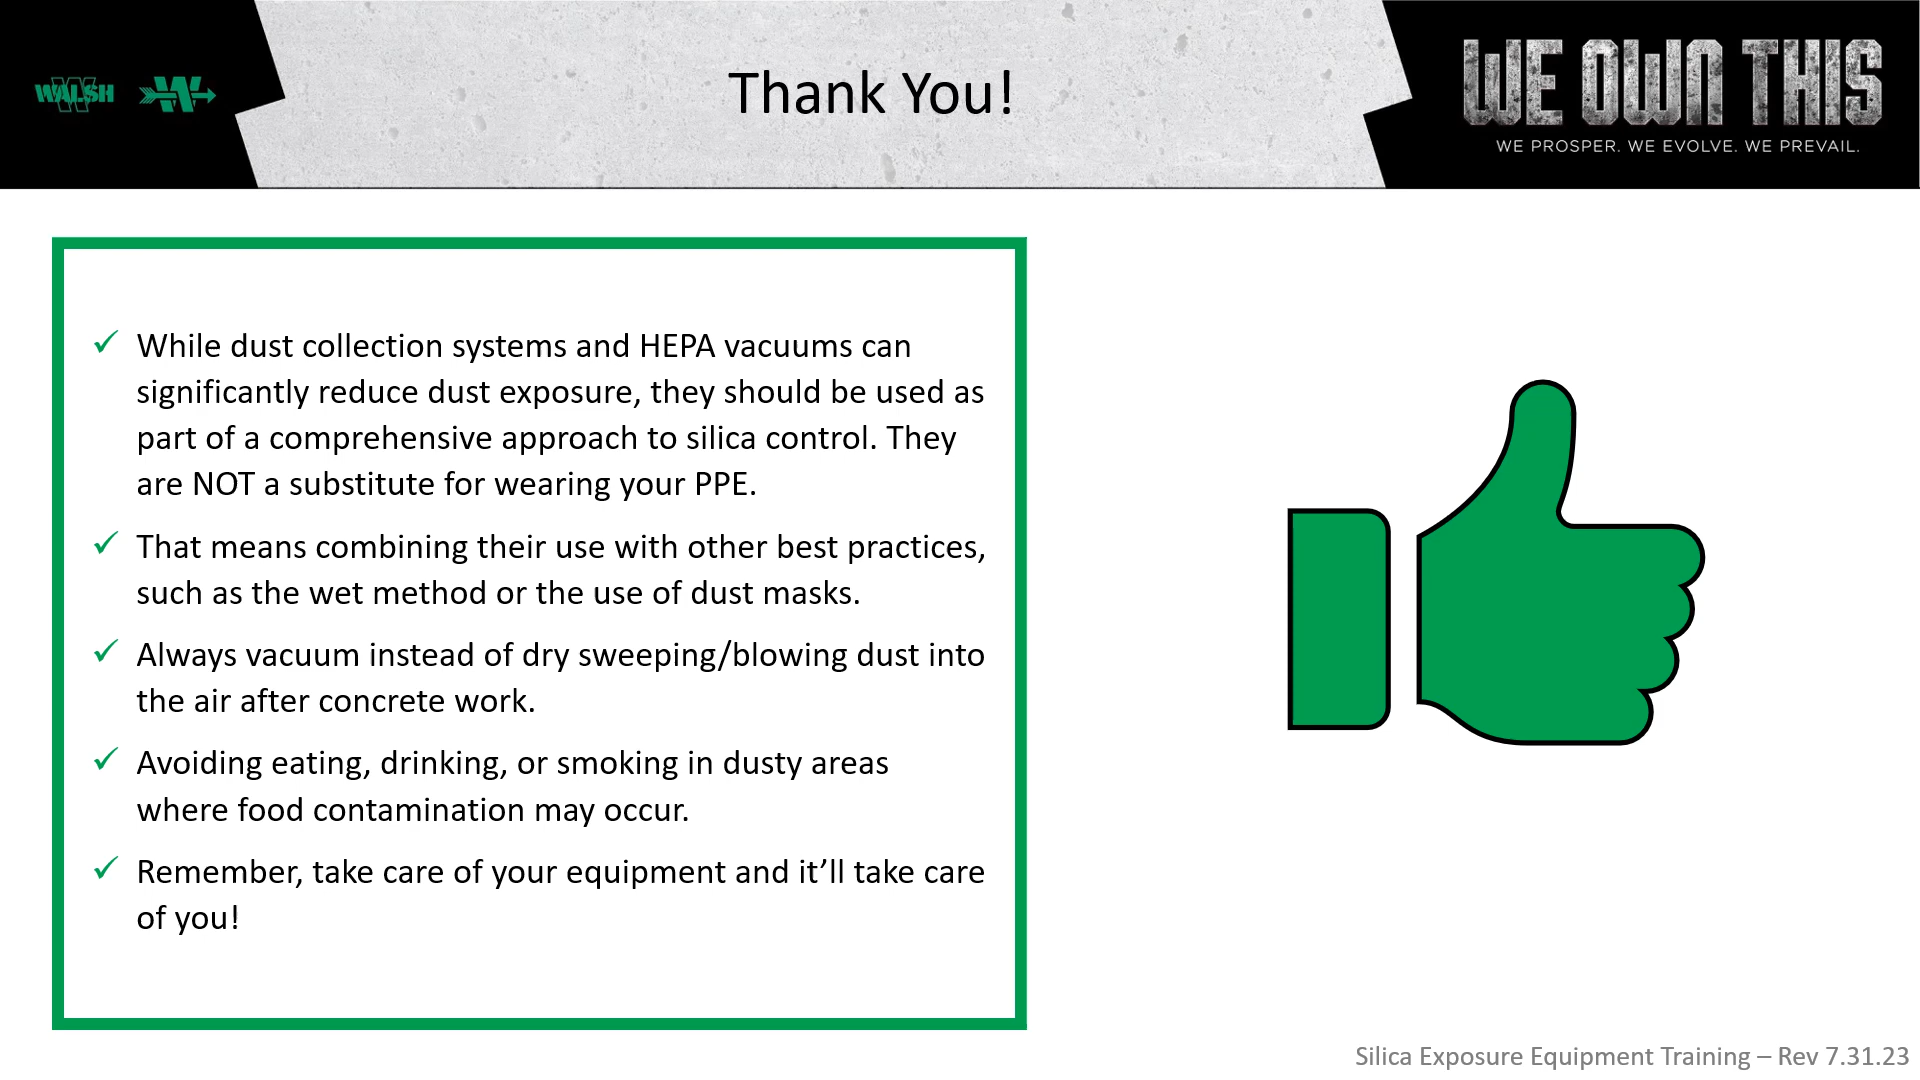 WALSH
Thank You!
WE OWN THIS
WE PROSPER. WE EVOLVE. WE PREVAIL.
While dust collection systems and HEPA vacuums can
significantly reduce dust exposure, they should be used as
part of a comprehensive approach to silica control. They
are NOT a substitute for wearing your PPE.
That means combining their use with other best practices,
such as the wet method or the use of dust masks.
Always vacuum instead of dry sweeping/blowing dust into
the air after concrete work.
Avoiding eating, drinking, or smoking in dusty areas
where food contamination may occur.
Remember, take care of your equipment and it’ll take care
of you!
Silica Exposure Equipment Training – Rev 7.31.23